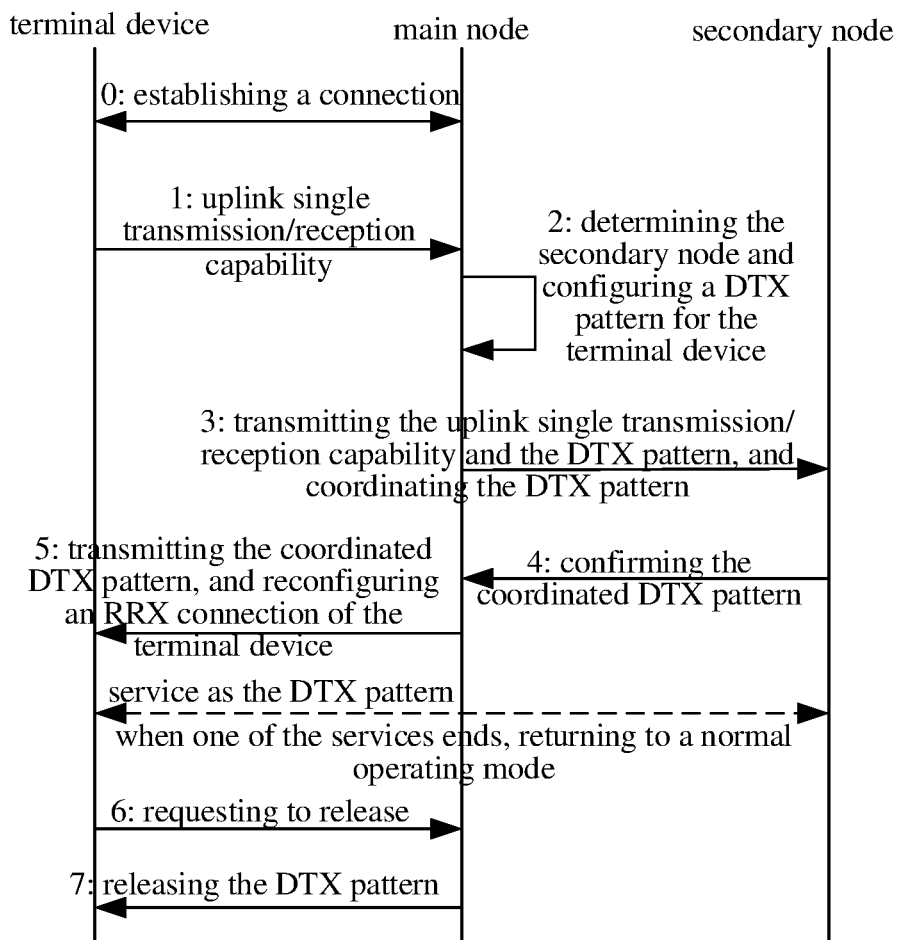 terminal device
main node
secondary node
0: establishing a connection
1: uplink single
transmission/reception
capability
2: determining the
secondary node and
configuring a DTX
pattern for the
terminal device
3: transmitting the uplink single transmission/
reception capability and the DTX pattern, and
coordinating the DTX pattern
4: confirming the
coordinated DTX pattern
5: transmitting the coordinated
DTX pattern, and reconfiguring
an RRX connection of the
terminal device
service as the DTX pattern
when one of the services ends, returning to a normal
operating mode
6: requesting to release
7: releasing the DTX pattern